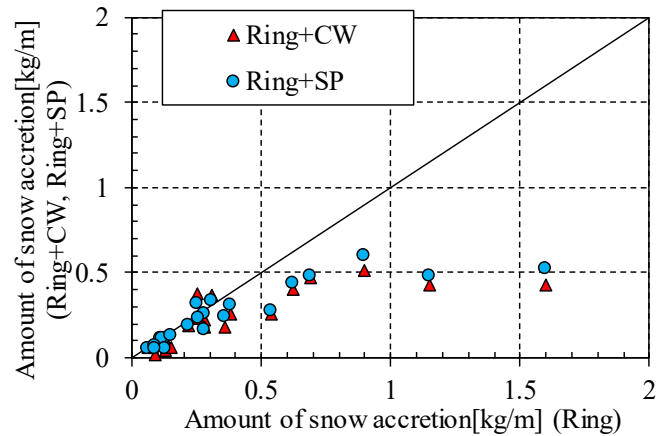 Amount of snow accretion[kg/m]
(Ring+CW, Ring+SP)
2
1.5
1
0.5
0
Ring+CW
Ring+SP
0 0.5 1 1.5 2
Amount of snow accretion[kg/m] (Ring)